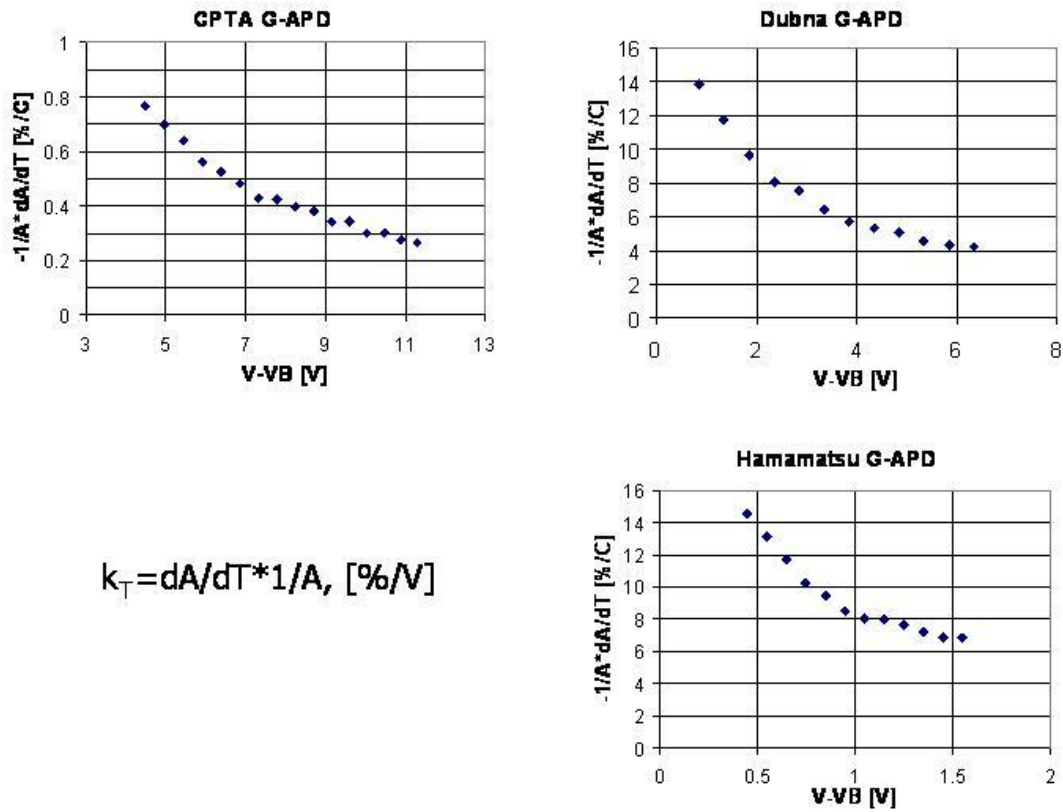 CPTA G-APD
-1/A*dA/dT [%/C]
1
0.8
0.6
0.4
0.2
0
3 5 7 9 11 13
V-VB [V]
Dubna G-APD
-1/A*dA/dT [%/C]
16
14
12
10
8
6
4
2
0
0 2 4 6 8
V-VB [V]
kT=dA/dT*1/A, [%/V]
Hamamatsu G-APD
-1/A*dA/dT [%/C]
16
14
12
10
8
6
4
2
0
0 0.5 1 1.5 2
V-VB [V]